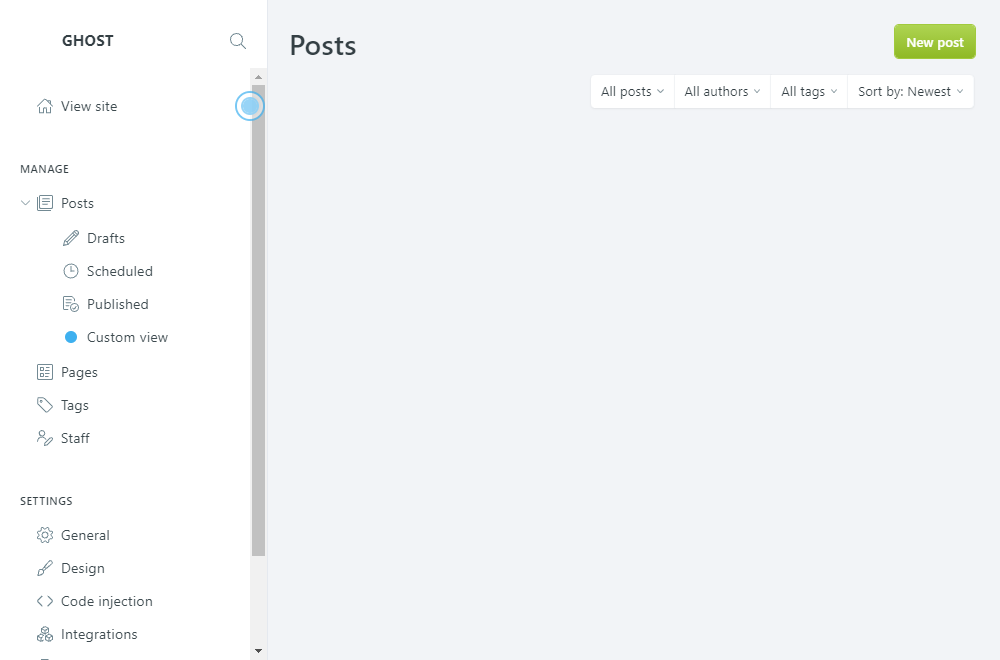 GHOST
View site
MANAGE
Posts
Drafts
Scheduled
Published
Custom view
Pages
Tags
Staff
SETTINGS
General
Design
Code injection
Integrations
Posts
New post
All posts
All authors
All tags
Sort by: Newest